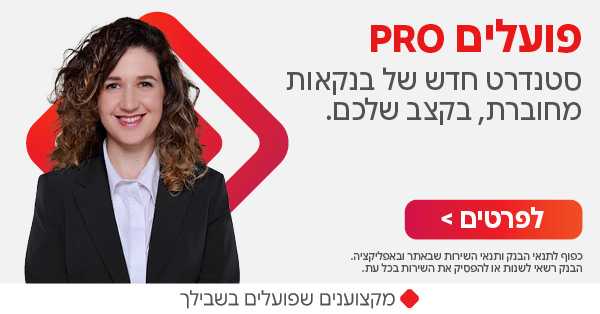 פועלים PRO
סטנדרט חדש של בנקאות
מחוברת, בקצב שלכם.
לפרטים >
כפוף לתנאי הבנק ותנאי השירות שבאתר ובאפליקציה.
הבנק רשאי לשנות או להפסיק את השירות בכל עת.
מקצוענים שפועלים בשבילך